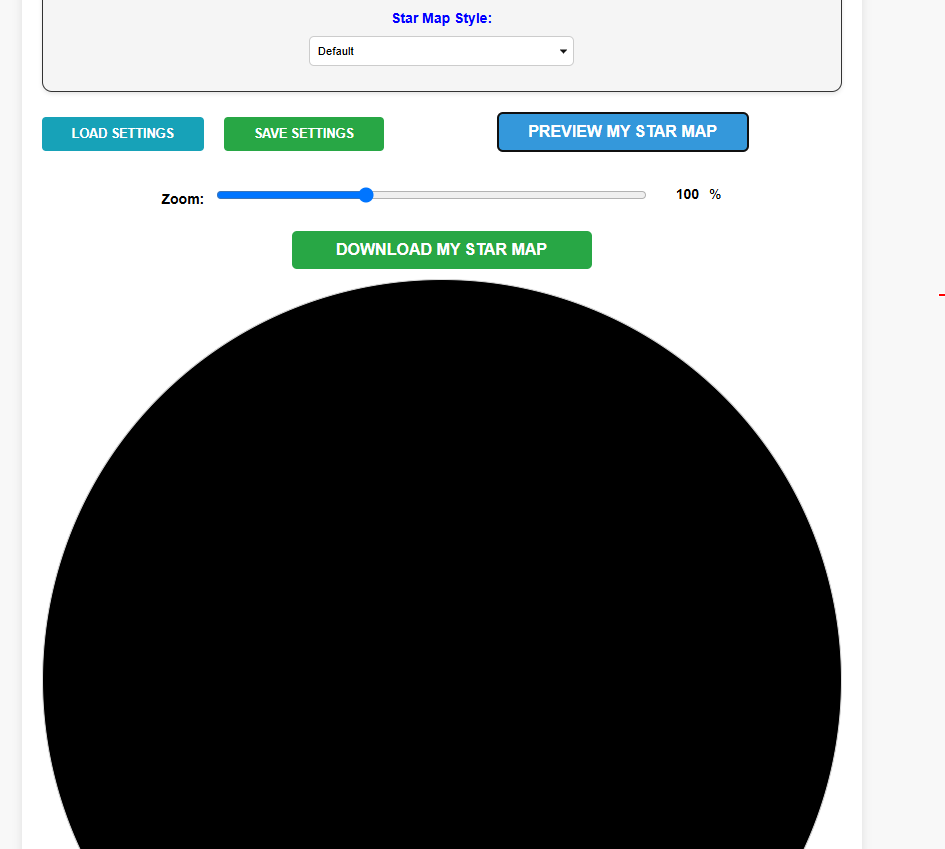 Star Map Style:
Default
LOAD SETTINGS
SAVE SETTINGS
PREVIEW MY STAR MAP
Zoom:
100 %
DOWNLOAD MY STAR MAP